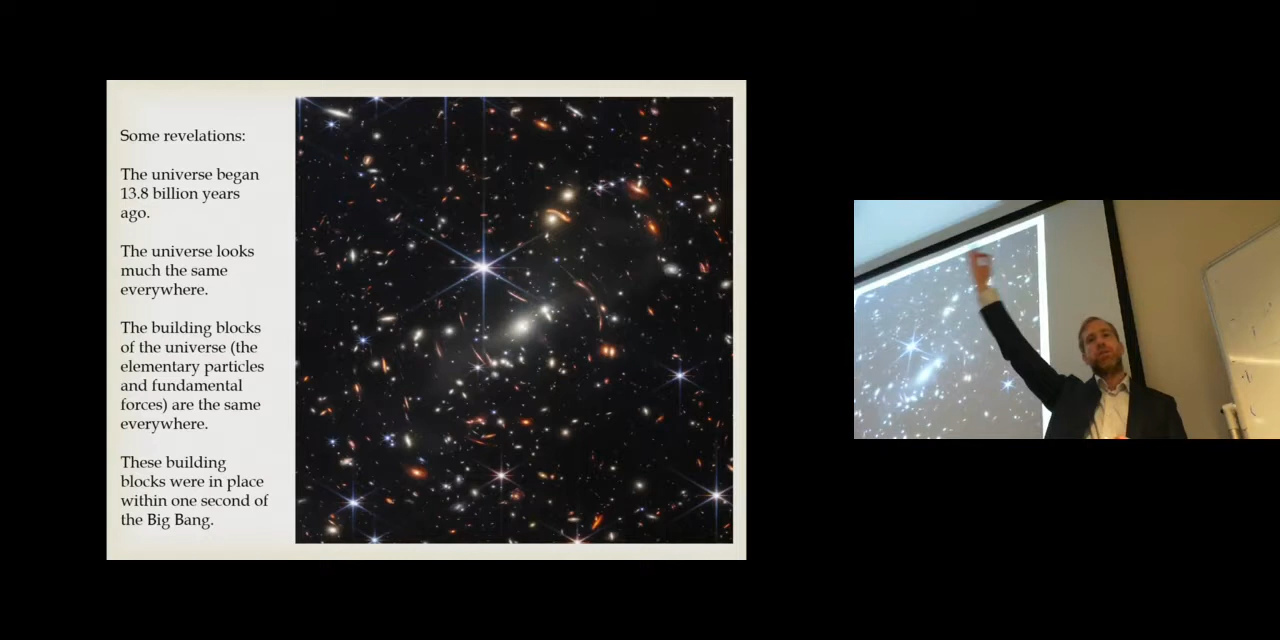 Some revelations:
The universe began
13.8 billion years
ago.
The universe looks
much the same
everywhere.
The building blocks
of the universe (the
elementary particles
and fundamental
forces) are the same
everywhere.
These building
blocks were in place
within one second of
the Big Bang.